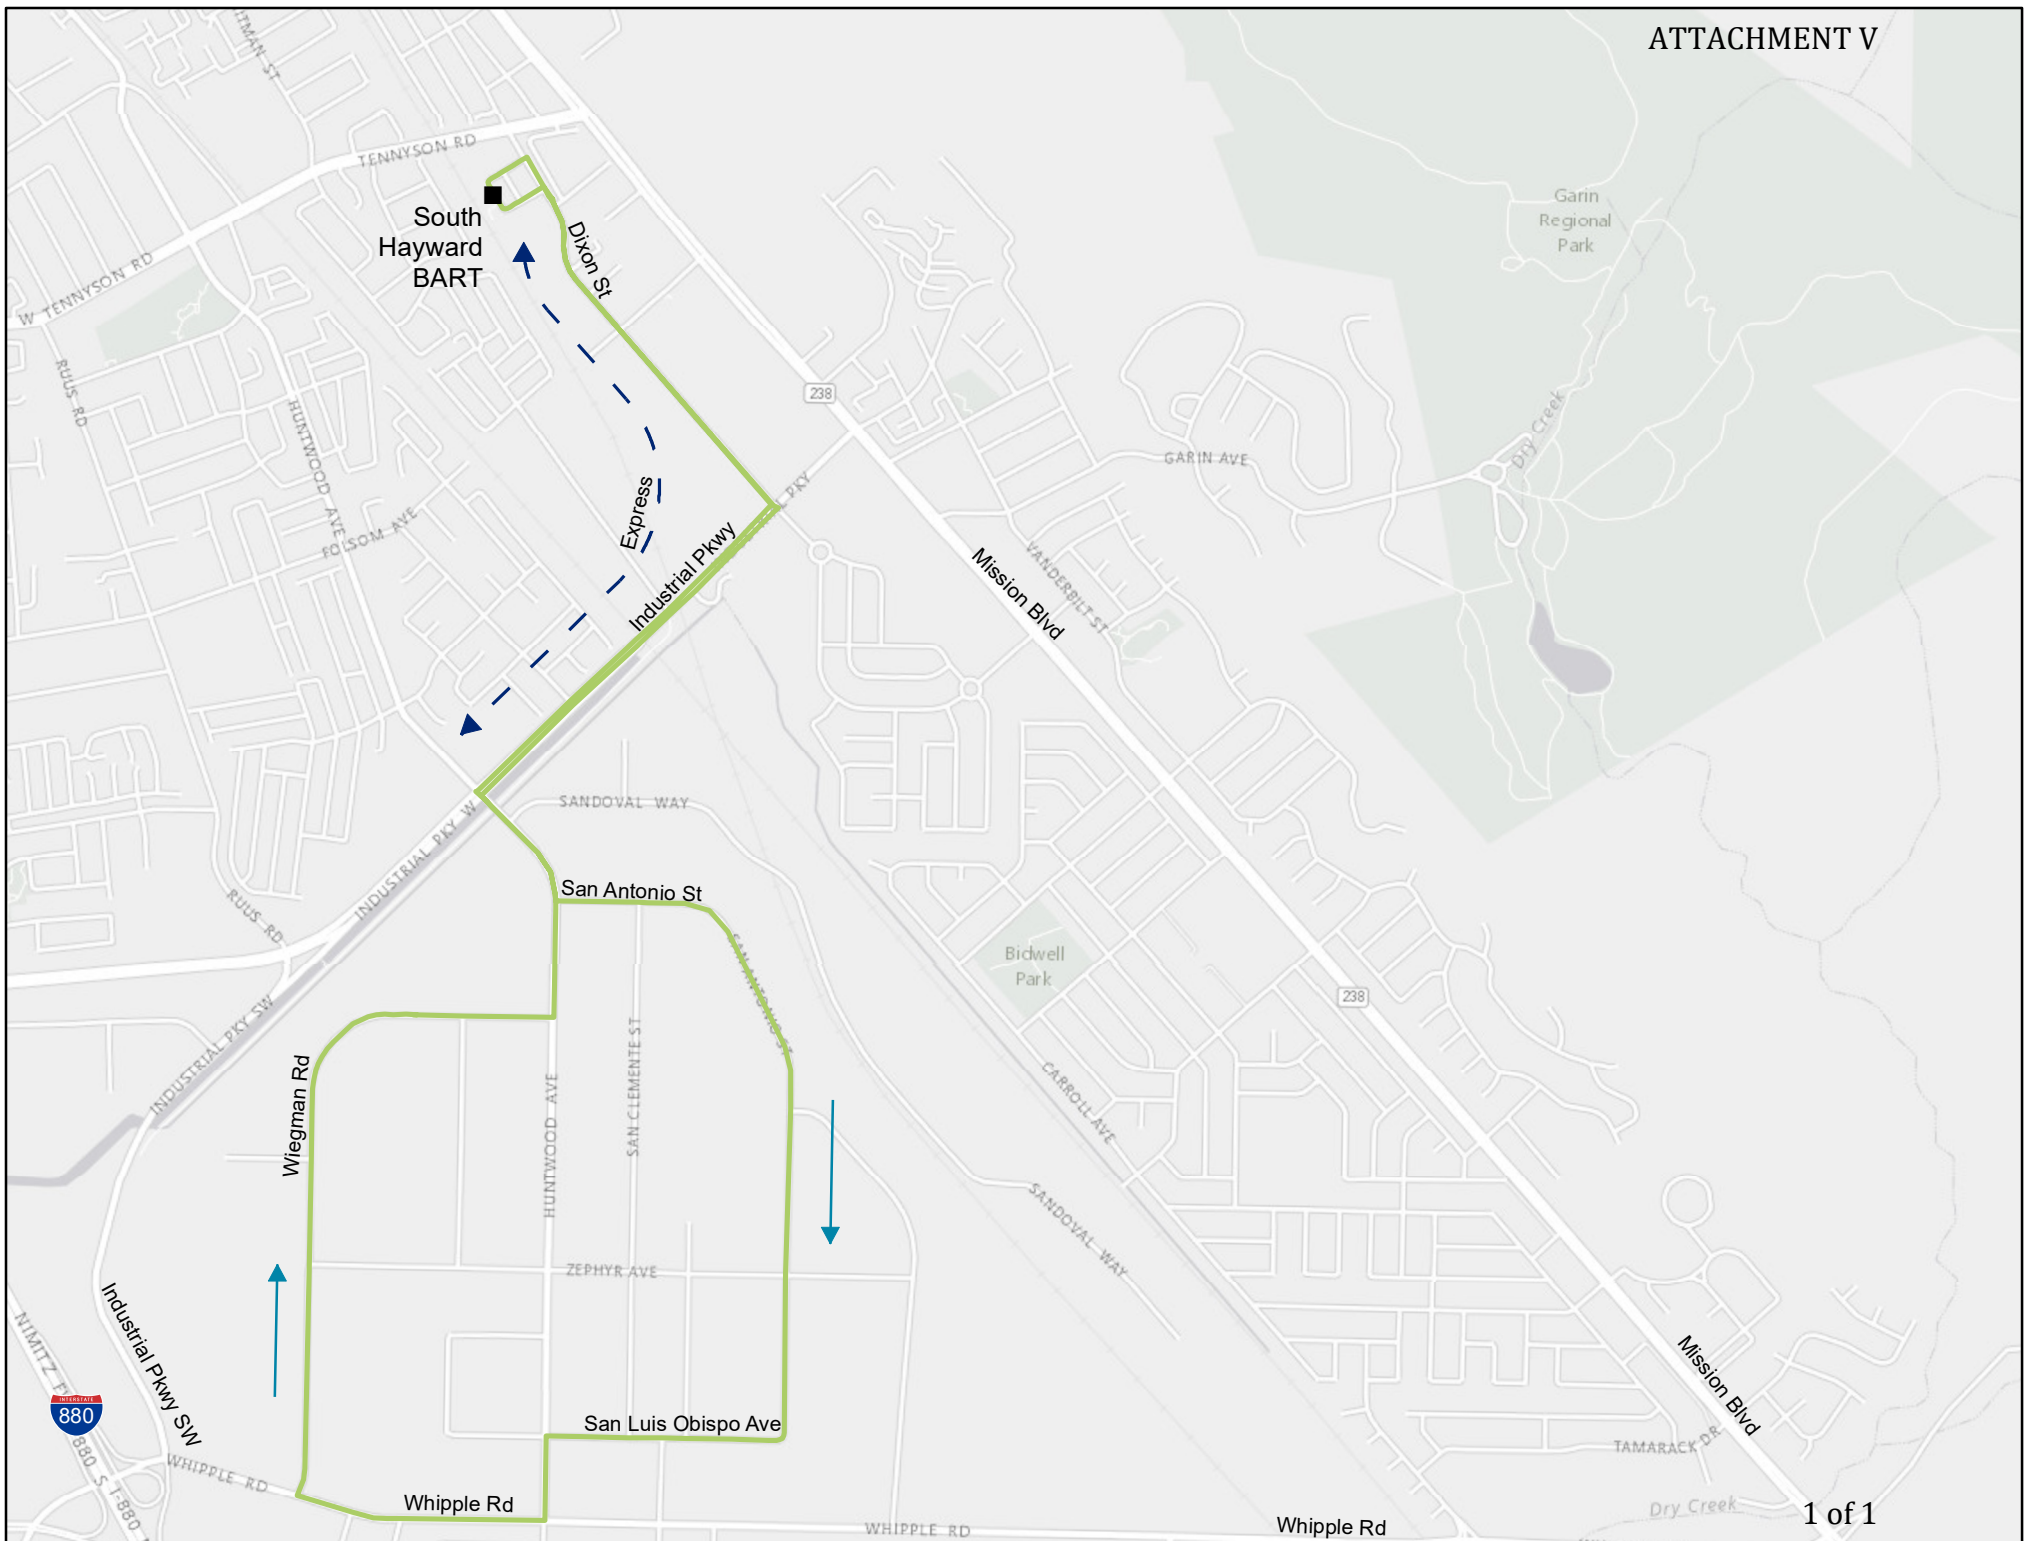 ATTACHMENT V
TENNYSON RD
South
Hayward
BART
Dixon St
Garin
Regional
Park
W TENNYSON RD
RUUS RD
HUNTWOOD AVE
FOLSOM AVE
238
GARIN AVE
Dry Creek
Express
Industrial Pkwy
Mission Blvd
VANDERBILT ST
SANDOVAL WAY
INDUSTRIAL PKY W
San Antonio St
RUUS RD
SAN ANTONIO ST
Bidwell
Park
238
INDUSTRIAL PKY SW
Wiegman Rd
HUNTWOOD AVE
SAN CLEMENTE ST
CARROLL AVE
SANDOVAL WAY
ZEPHYR AVE
Industrial Pkwy SW
INTERSTATE
880
San Luis Obispo Ave
Mission Blvd
TAMARACK DR
WHIPPLE RD
Whipple Rd
WHIPPLE RD
Whipple Rd
Dry Creek
1 of 1